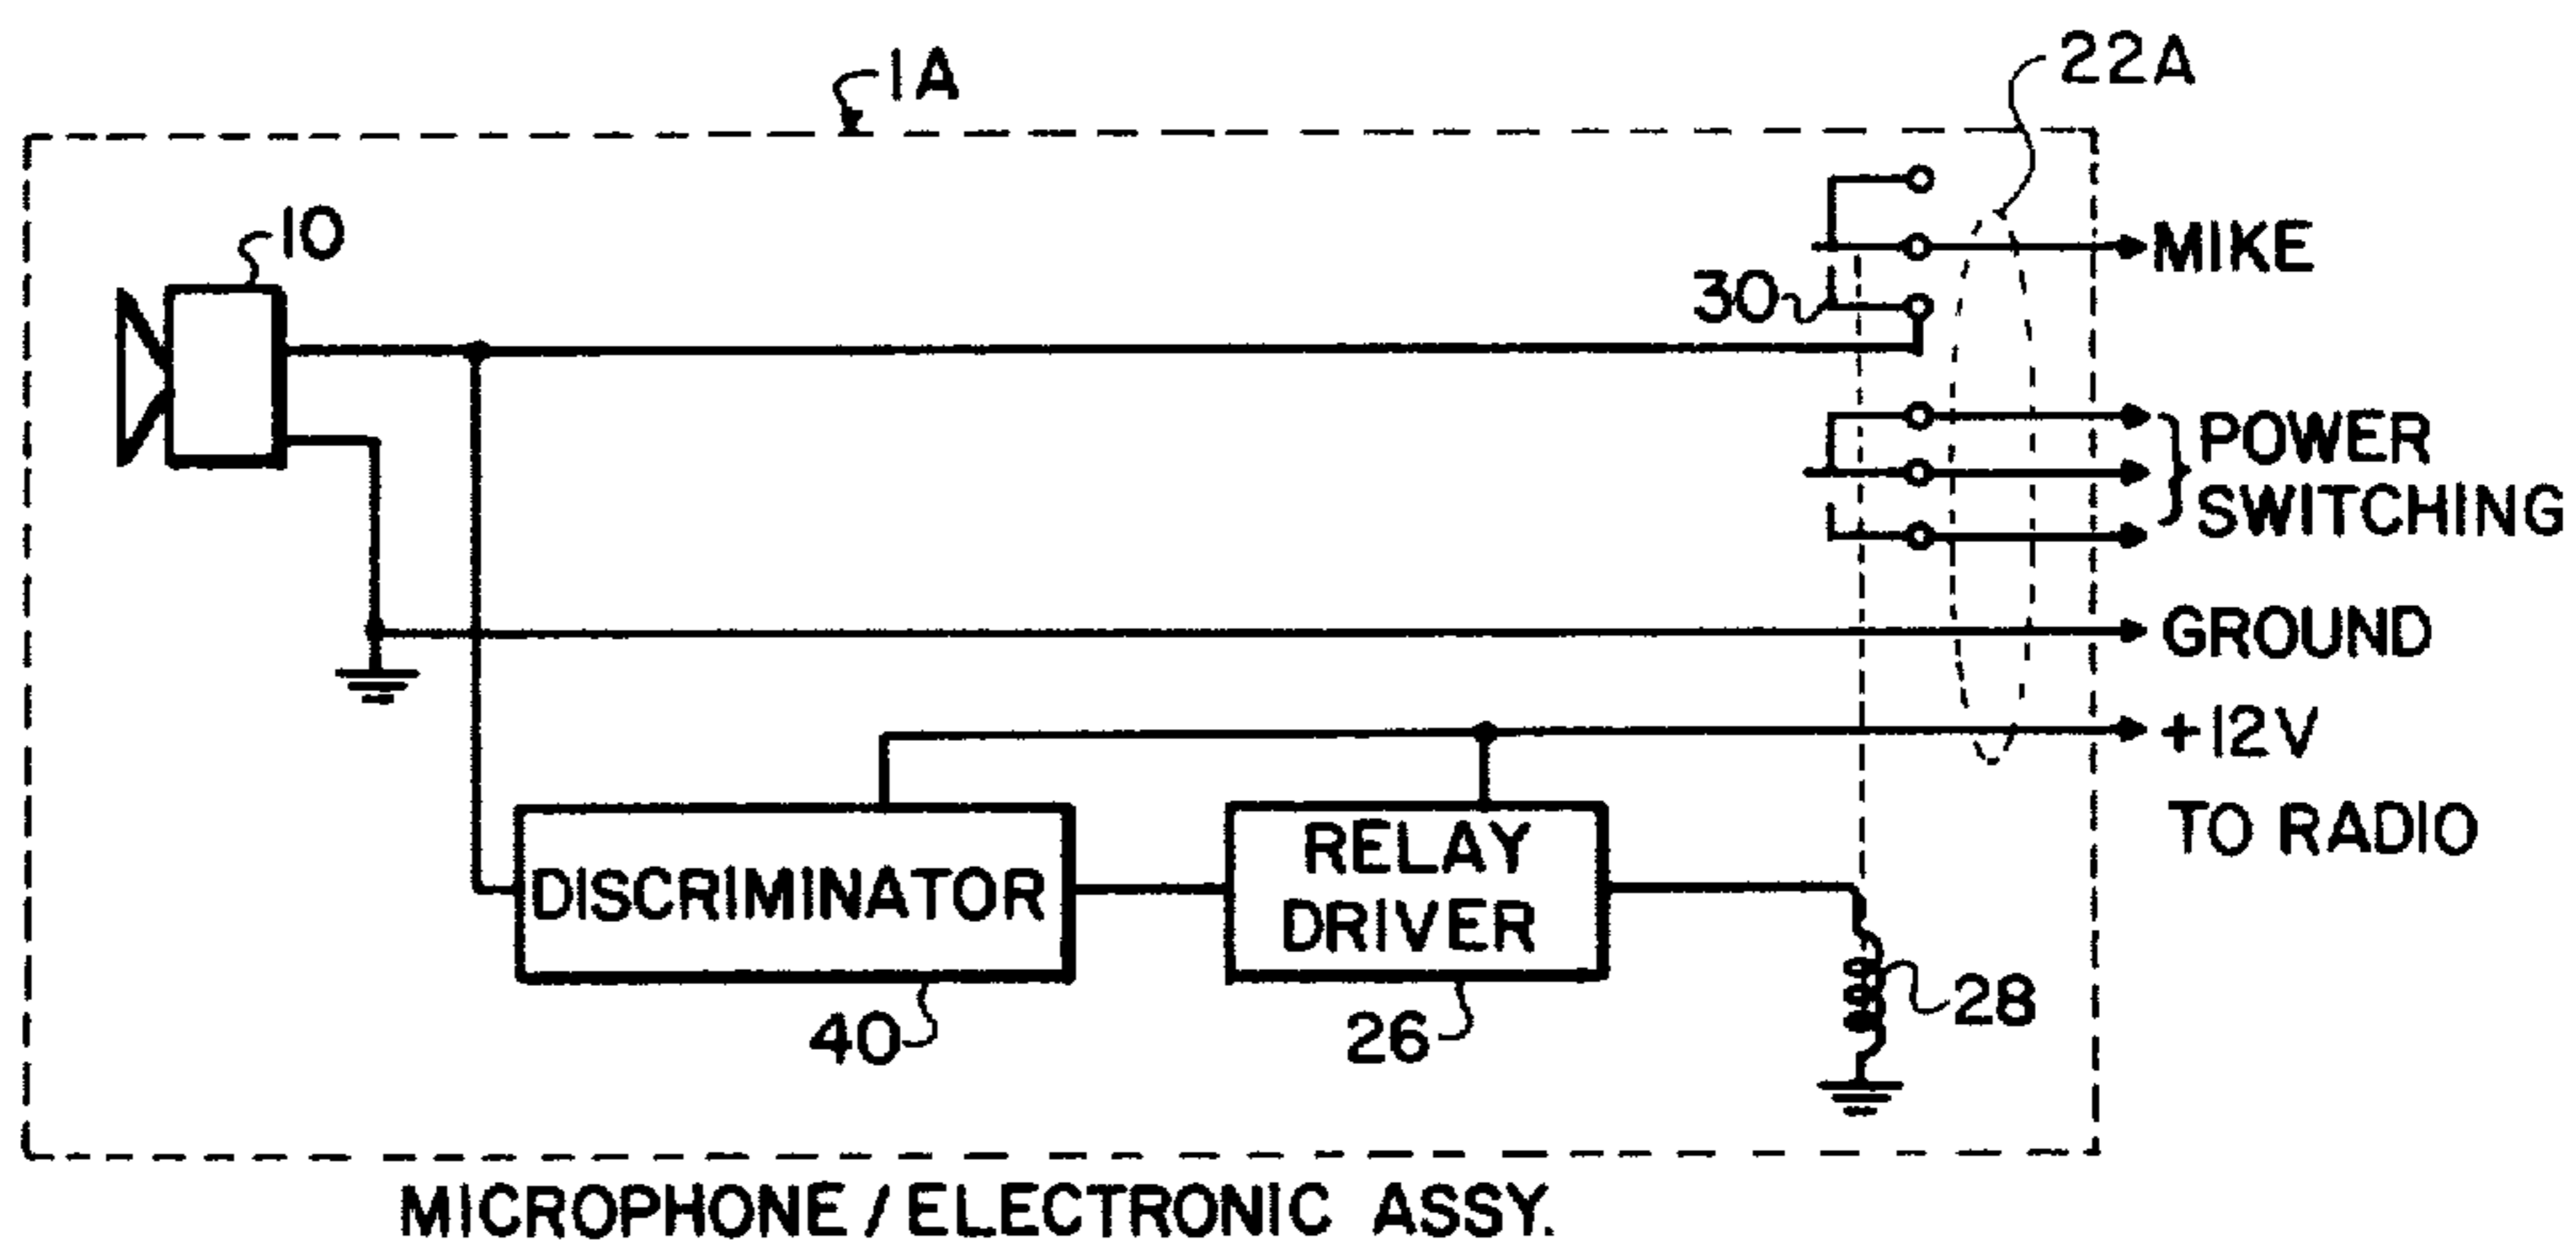 1A
22A
10
MIKE
30
POWER
SWITCHING
GROUND
+12V
TO RADIO
DISCRIMINATOR
RELAY
DRIVER
40
26
28
MICROPHONE / ELECTRONIC ASSY.